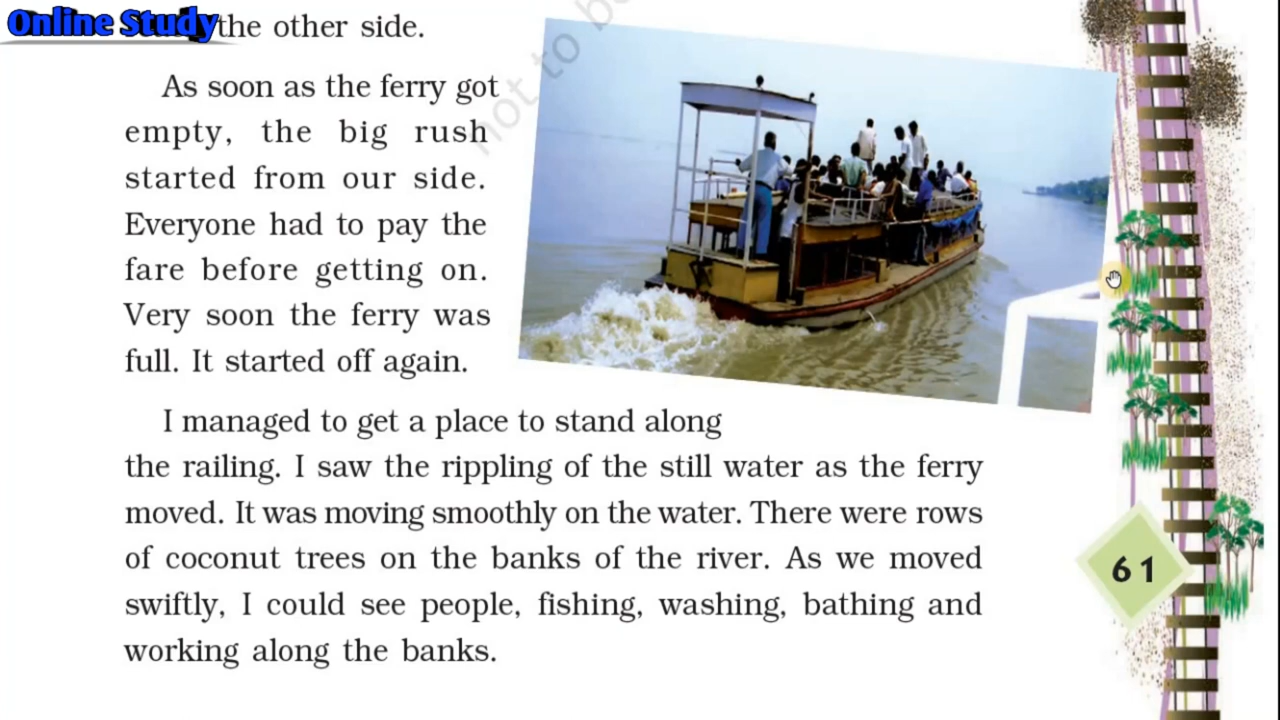 Online Study the other side.
not to b
As soon as the ferry got
empty, the big rush
started from our side.
Everyone had to pay the
fare before getting on.
Very soon the ferry was
full. It started off again.
I managed to get a place to stand along
the railing. I saw the rippling of the still water as the ferry
moved. It was moving smoothly on the water. There were rows
of coconut trees on the banks of the river. As we moved
swiftly, I could see people, fishing, washing, bathing and
working along the banks.
61